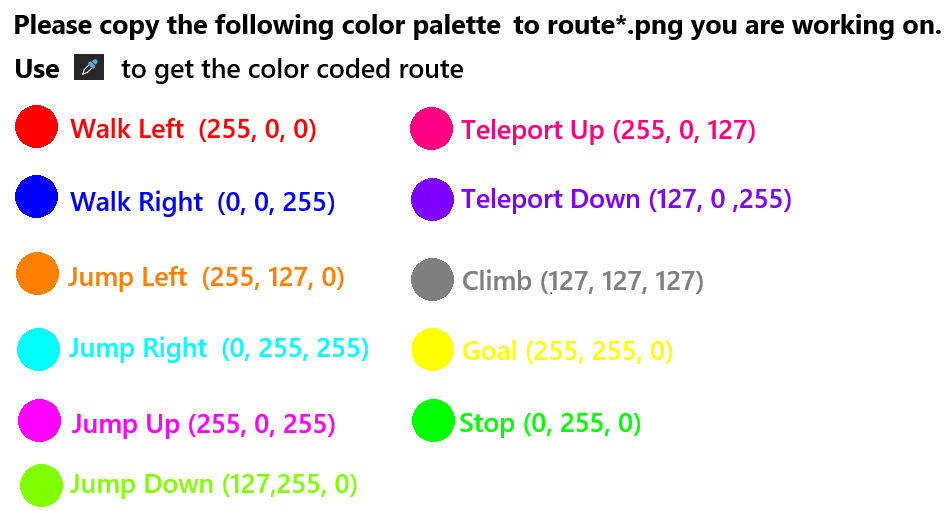 Please copy the following color palette to route*.png you are working on.
Use to get the color coded route
Walk Left (255, 0, 0)
Teleport Up (255, 0, 127)
Walk Right (0, 0, 255)
Teleport Down (127, 0 ,255)
Jump Left (255, 127, 0)
Climb (127, 127, 127)
Jump Right (0, 255, 255)
Goal (255, 255, 0)
Jump Up (255, 0, 255)
Stop (0, 255, 0)
Jump Down (127,255, 0)